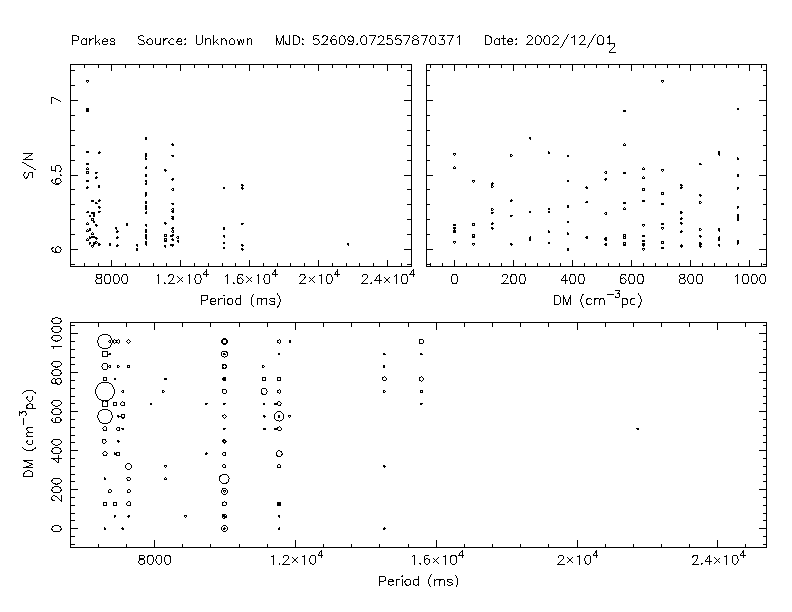 Parkes Source: Unknown MJD: 52609.072557870371 Date: 2002/12/01
2
S/N
7
6.5
6
8000 1.2×10⁴ 1.6×10⁴ 2×10⁴ 2.4×10⁴
Period (ms)
0 200 400 600 800 1000
DM (cm⁻³pc)
DM (cm⁻³pc)
1000
800
600
400
200
0
8000 1.2×10⁴ 1.6×10⁴ 2×10⁴ 2.4×10⁴
Period (ms)